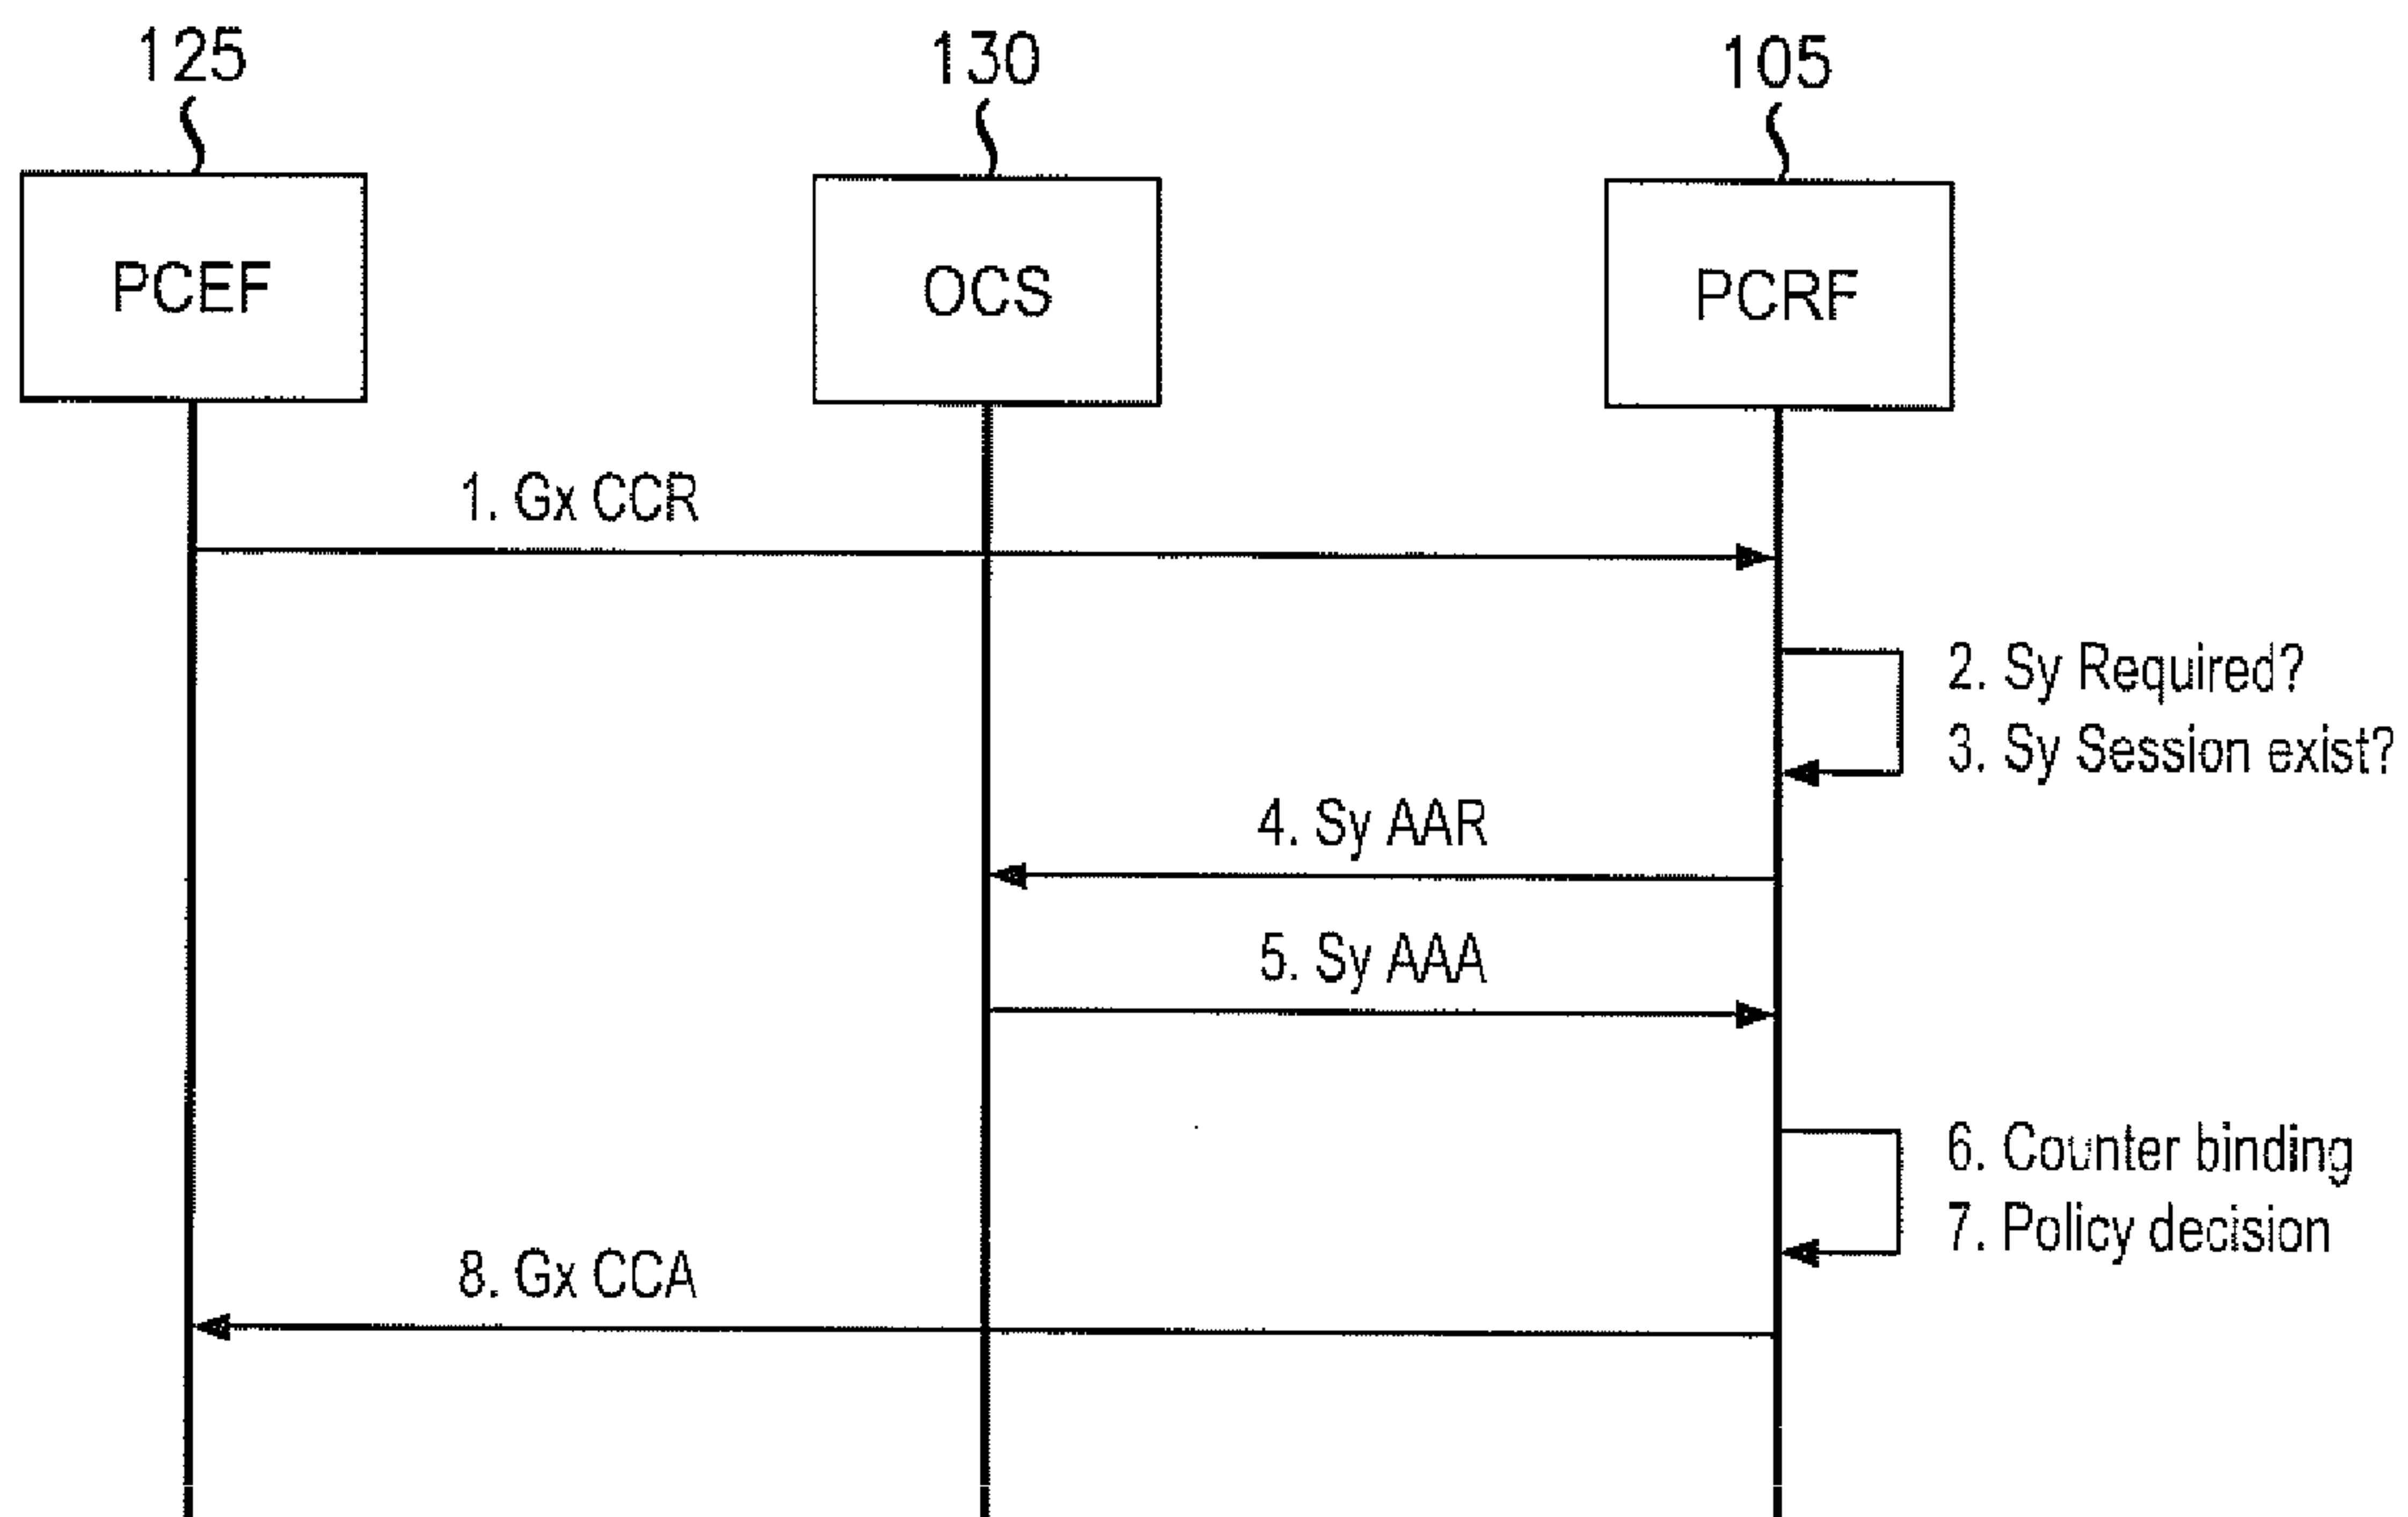 125
130
105
PCEF
OCS
PCRF
1. Gx CCR
2. Sy Required?
3. Sy Session exist?
4. Sy AAR
5. Sy AAA
6. Counter binding
7. Policy decision
8. Gx CCA